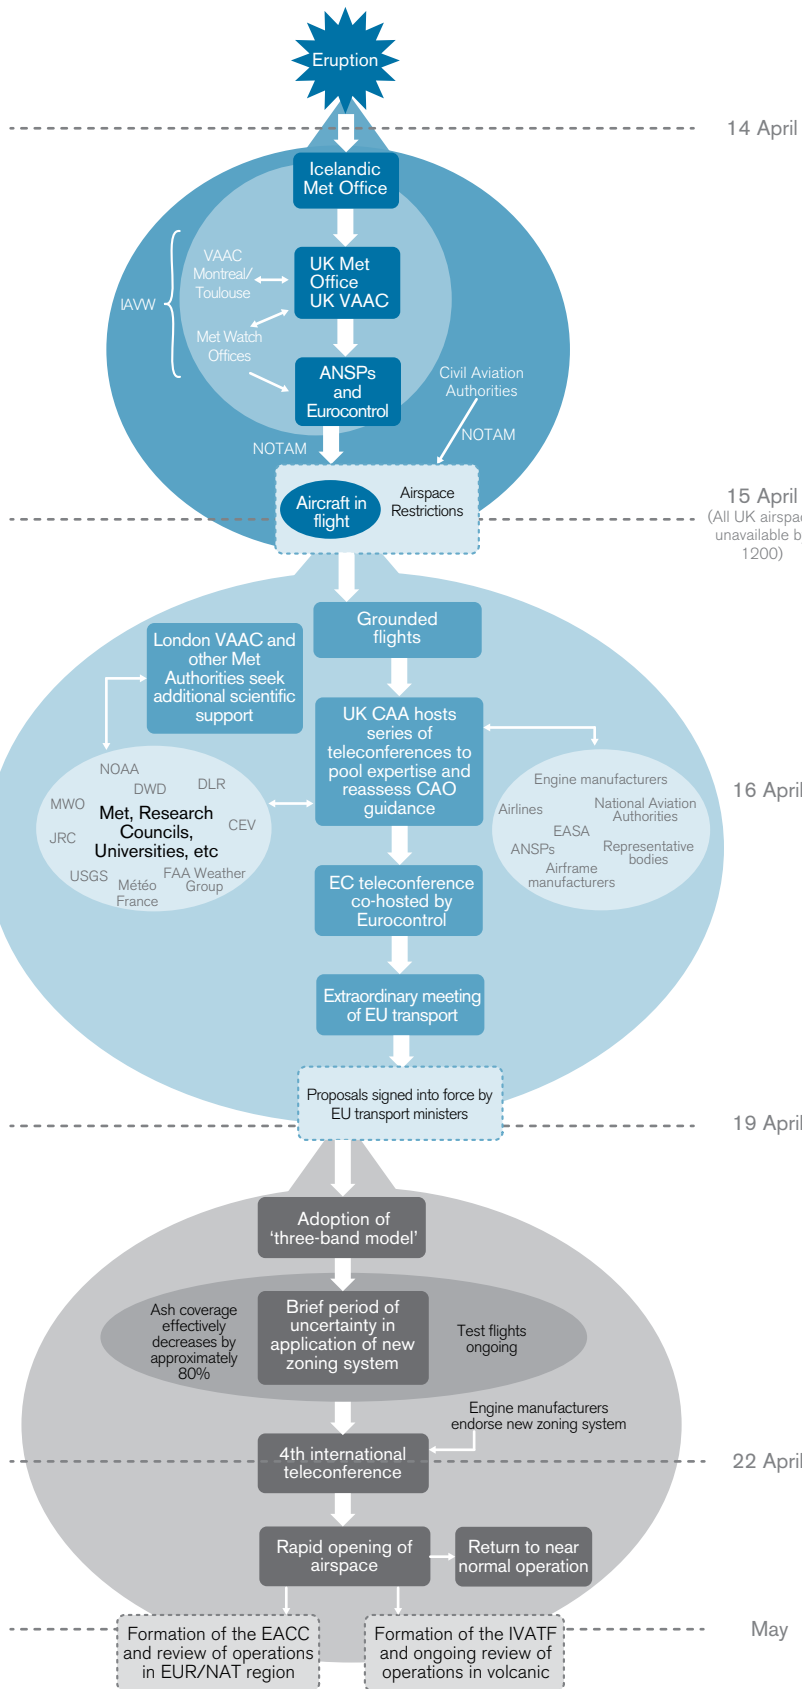 Eruption
14 April
Icelandic
Met Office
VAAC
Montreal/
Toulouse
UK Met
Office
UK VAAC
IAVW
Met Watch
Offices
ANSPs
and
Eurocontrol
Civil Aviation
Authorities
NOTAM
NOTAM
Aircraft in
flight
Airspace
Restrictions
15 April
(All UK airspac
unavailable b
1200)
Grounded
flights
London VAAC and
other Met
Authorities seek
additional scientific
support
UK CAA hosts
series of
teleconferences to
pool expertise and
reassess CAO
guidance
NOAA
DWD
DLR
MWO
Met, Research
Councils,
Universities, etc
CEV
JRC
USGS
Météo
France
FAA Weather
Group
Engine manufacturers
Airlines
National Aviation
Authorities
EASA
ANSPs
Representative
bodies
Airframe
manufacturers
16 April
EC teleconference
co-hosted by
Eurocontrol
Extraordinary meeting
of EU transport
Proposals signed into force by
EU transport ministers
19 April
Adoption of
‘three-band model’
Ash coverage
effectively
decreases by
approximately
80%
Brief period of
uncertainty in
application of new
zoning system
Test flights
ongoing
Engine manufacturers
endorse new zoning system
4th international
teleconference
22 April
Rapid opening of
airspace
Return to near
normal operation
May
Formation of the EACC
and review of operations
in EUR/NAT region
Formation of the IVATF
and ongoing review of
operations in volcanic